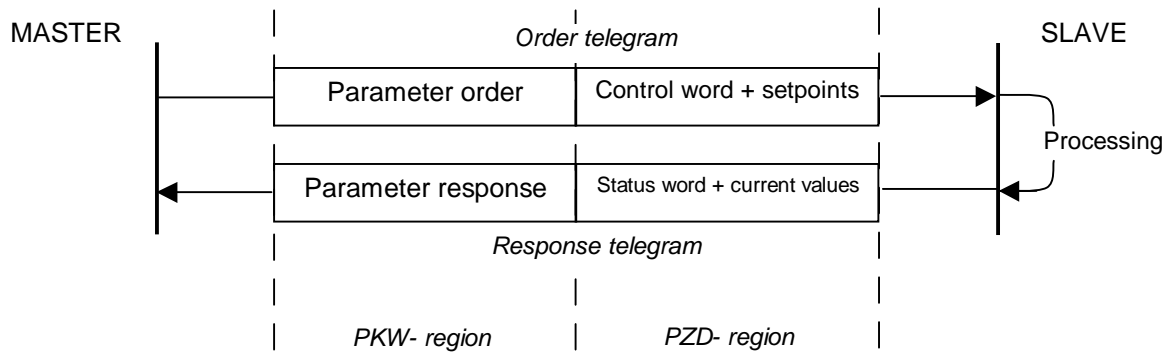 MASTER
Order telegram
SLAVE
Parameter order
Control word + setpoints
Processing
Parameter response
Status word + current values
Response telegram
PKW- region
PZD- region